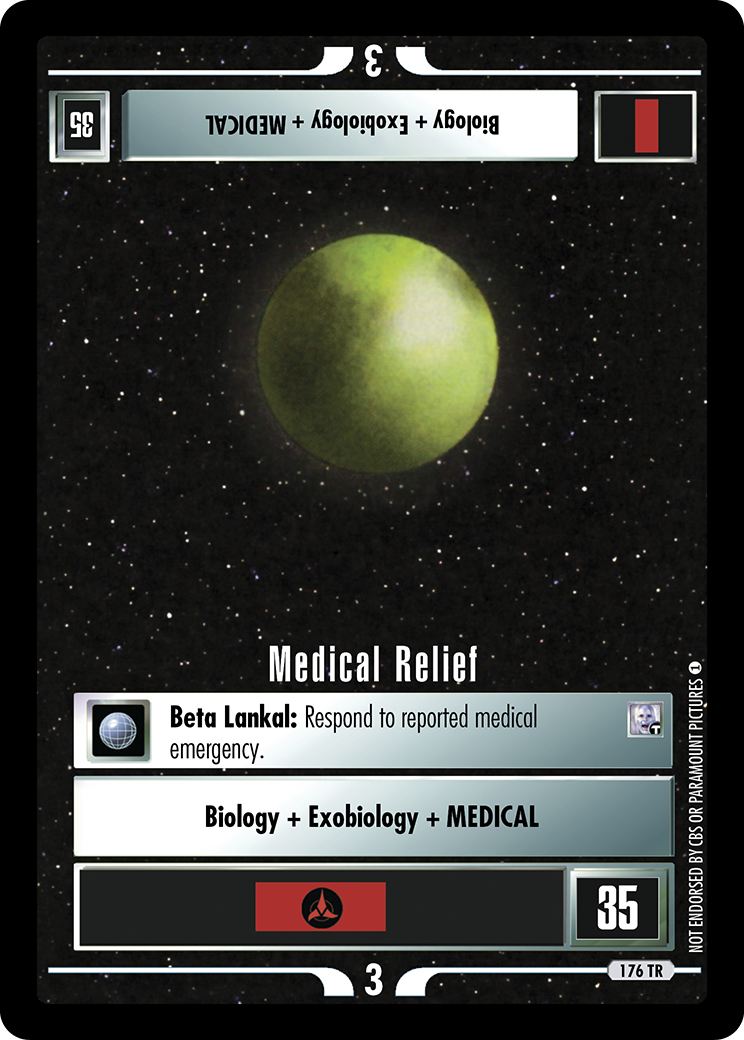 3
35
Biology + Exobiology + MEDICAL
Medical Relief
Beta Lankal: Respond to reported medical
emergency.
T
Biology + Exobiology + MEDICAL
35
3
176 TR
NOT ENDORSED BY CBS OR PARAMOUNT PICTURES 1